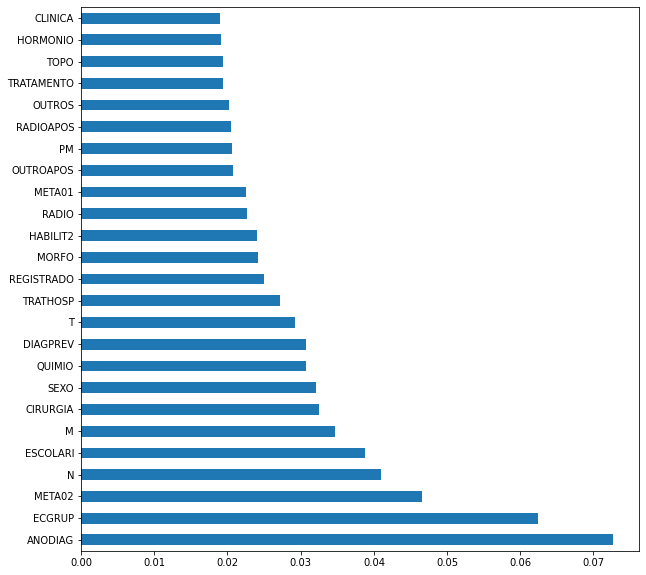 CLINICA
HORMONIO
TOPO
TRATAMENTO
OUTROS
RADIOAPOS
PM
OUTROAPOS
META01
RADIO
HABILIT2
MORFO
REGISTRADO
TRATHOSP
T
DIAGPREV
QUIMIO
SEXO
CIRURGIA
M
ESCOLARI
N
META02
ECGRUP
ANODIAG
0.00 0.01 0.02 0.03 0.04 0.05 0.06 0.07